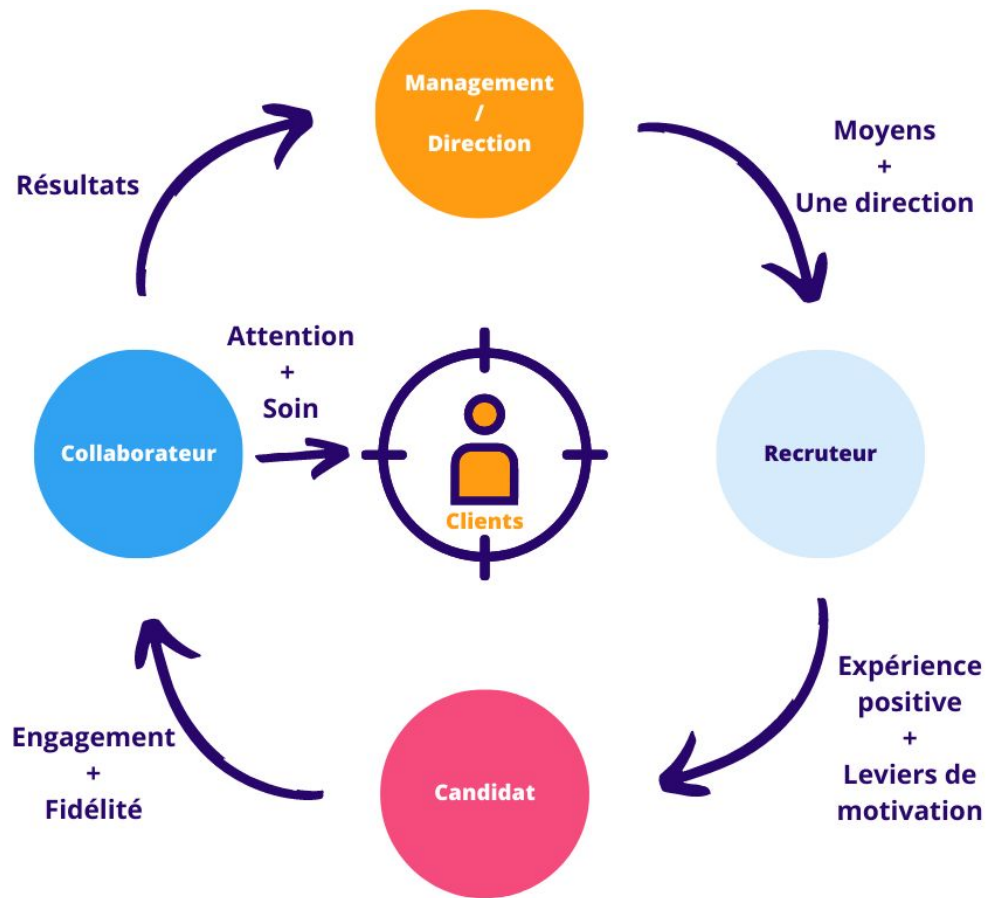 Management
/
Direction
Moyens
+
Une direction
Résultats
Attention
+
Soin
Collaborateur
Clients
Recruteur
Expérience
positive
+
Leviers de
motivation
Engagement
+
Fidélité
Candidat